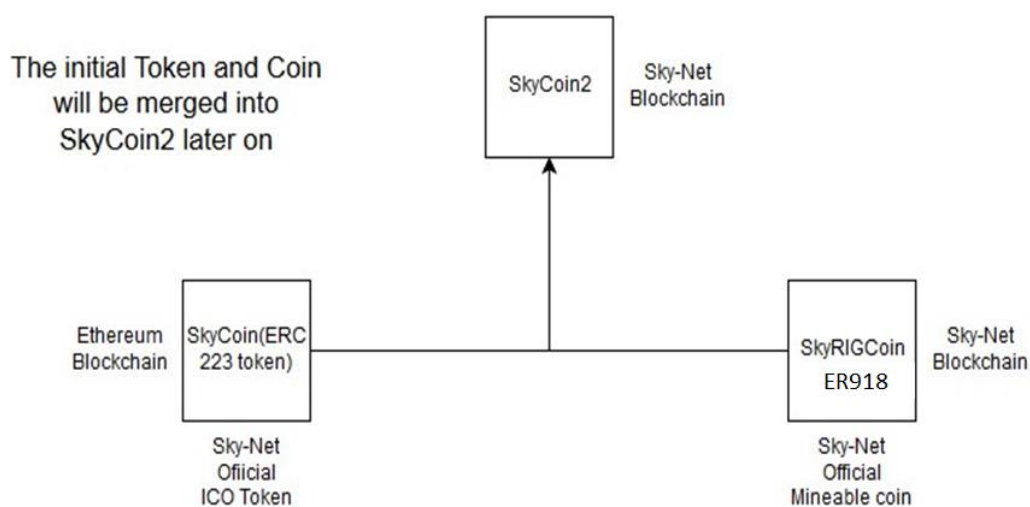 The initial Token and Coin
will be merged into
SkyCoin2 later on
SkyCoin2
Sky-Net
Blockchain
Ethereum
Blockchain
SkyCoin(ERC
223 token)
Sky-Net
Ofiicial
ICO Token
SkyRIGCoin
ER918
Sky-Net
Blockchain
Sky-Net
Official
Mineable coin